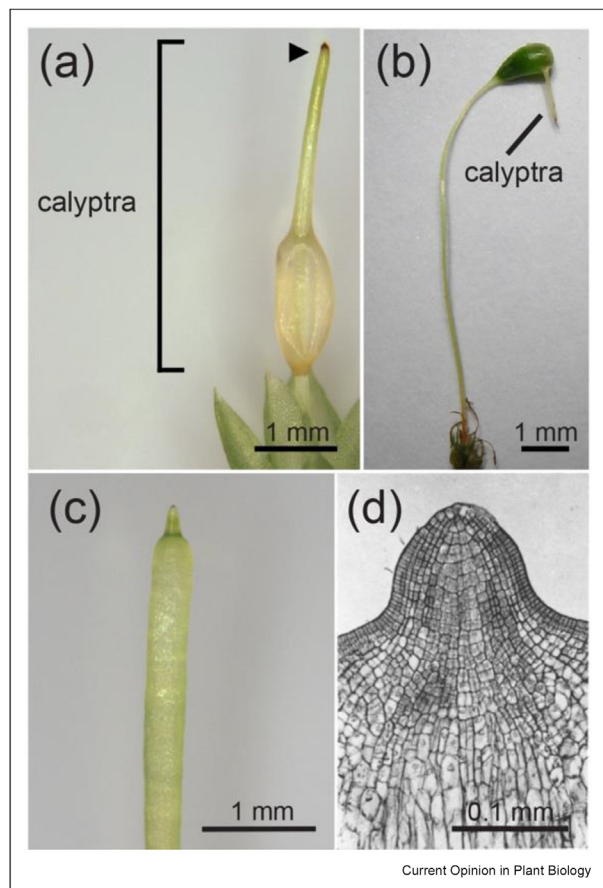 (a)
calyptra
1 mm
(b)
calyptra
1 mm
(c)
1 mm
(d)
0.1 mm
Current Opinion in Plant Biology